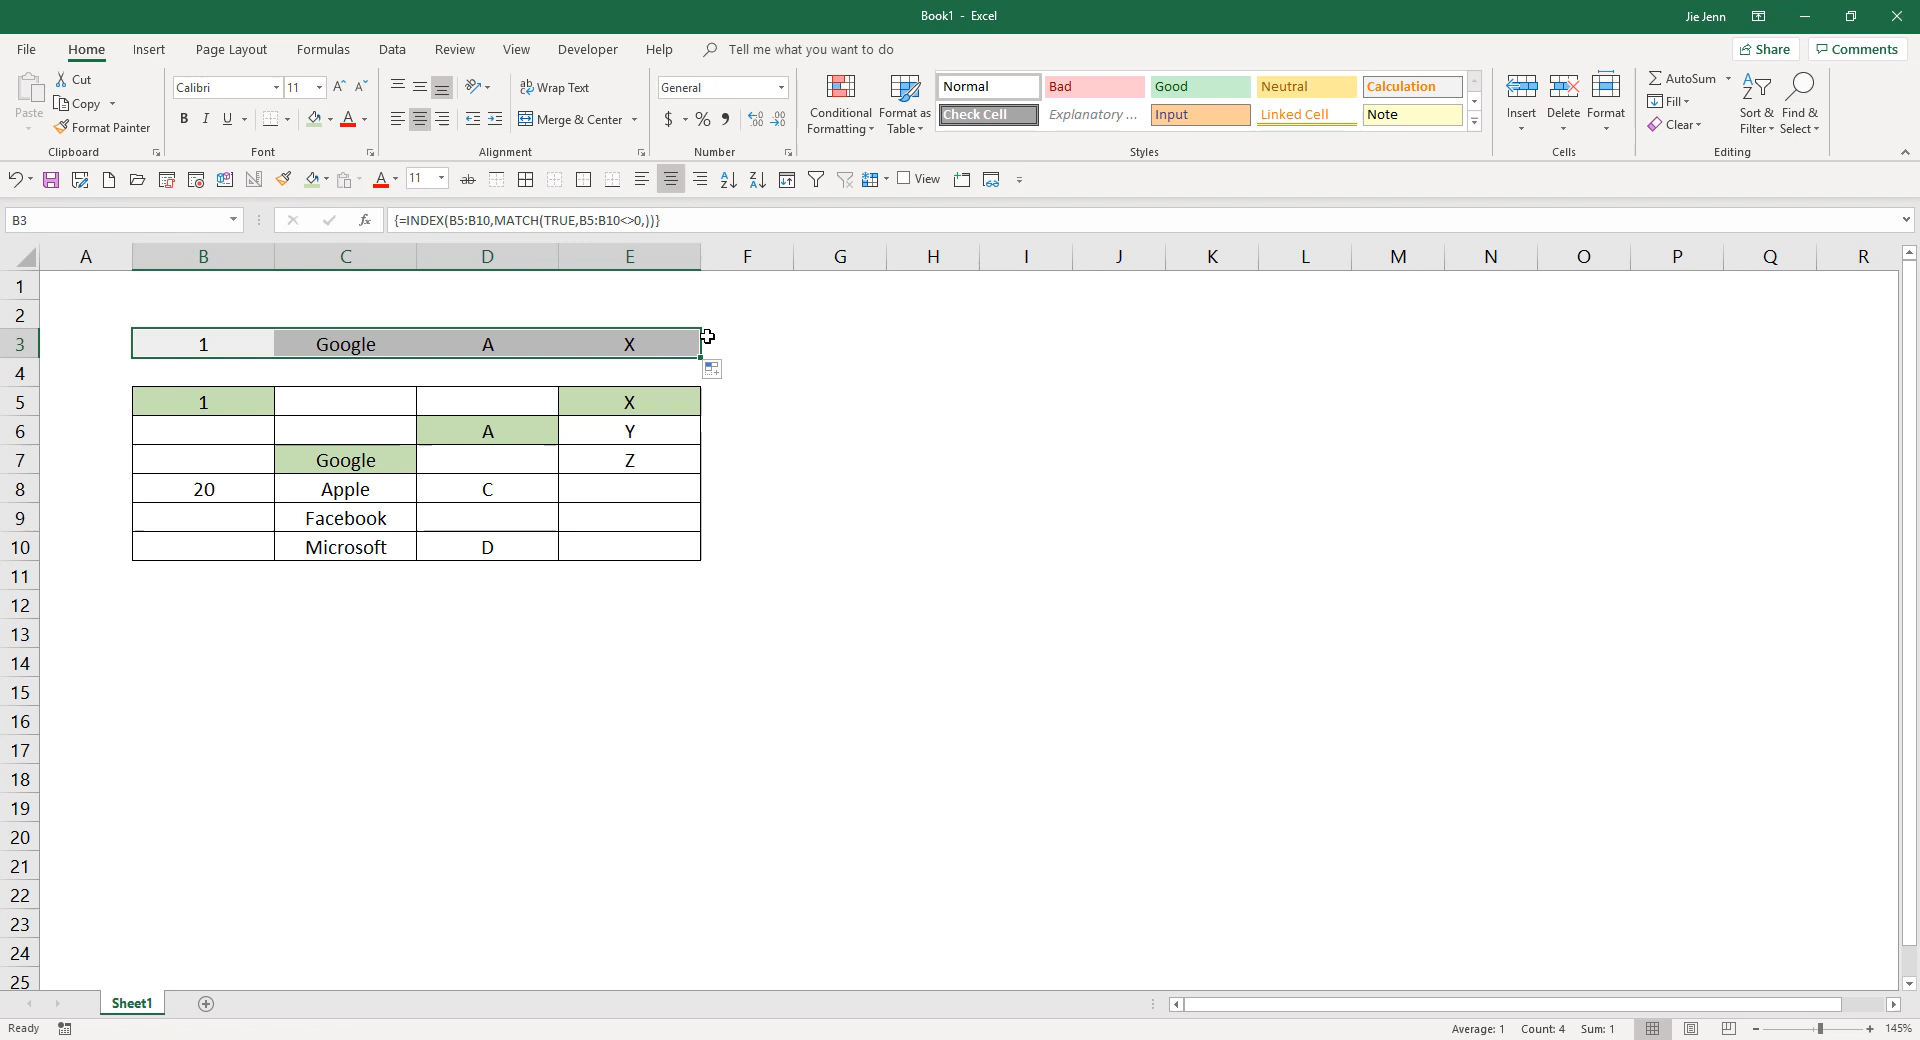 Book1 - Excel
Jie Jenn
File Home Insert Page Layout Formulas Data Review View Developer Help Tell me what you want to do Share Comments
Paste
Cut
Copy
Format Painter
Clipboard
Calibri 11
B I U A
Font
Wrap Text
Merge & Center
Alignment
General
$ % ,
Number
Conditional Formatting
Format as Table
Normal Bad Good Neutral Calculation
Check Cell Explanatory ... Input Linked Cell Note
Styles
Insert Delete Format
Cells
AutoSum
Fill
Clear
Sort & Filter
Find & Select
Editing
11 ab View
B3 fx {=INDEX(B5:B10,MATCH(TRUE,B5:B10<>0,))}
A B C D E F G H I J K L M N O P Q R
1
2
3 1 Google A X
4
5 1 X
6 A Y
7 Google Z
8 20 Apple C
9 Facebook
10 Microsoft D
11
12
13
14
15
16
17
18
19
20
21
22
23
24
25
Sheet1
Ready Average: 1 Count: 4 Sum: 1 145%